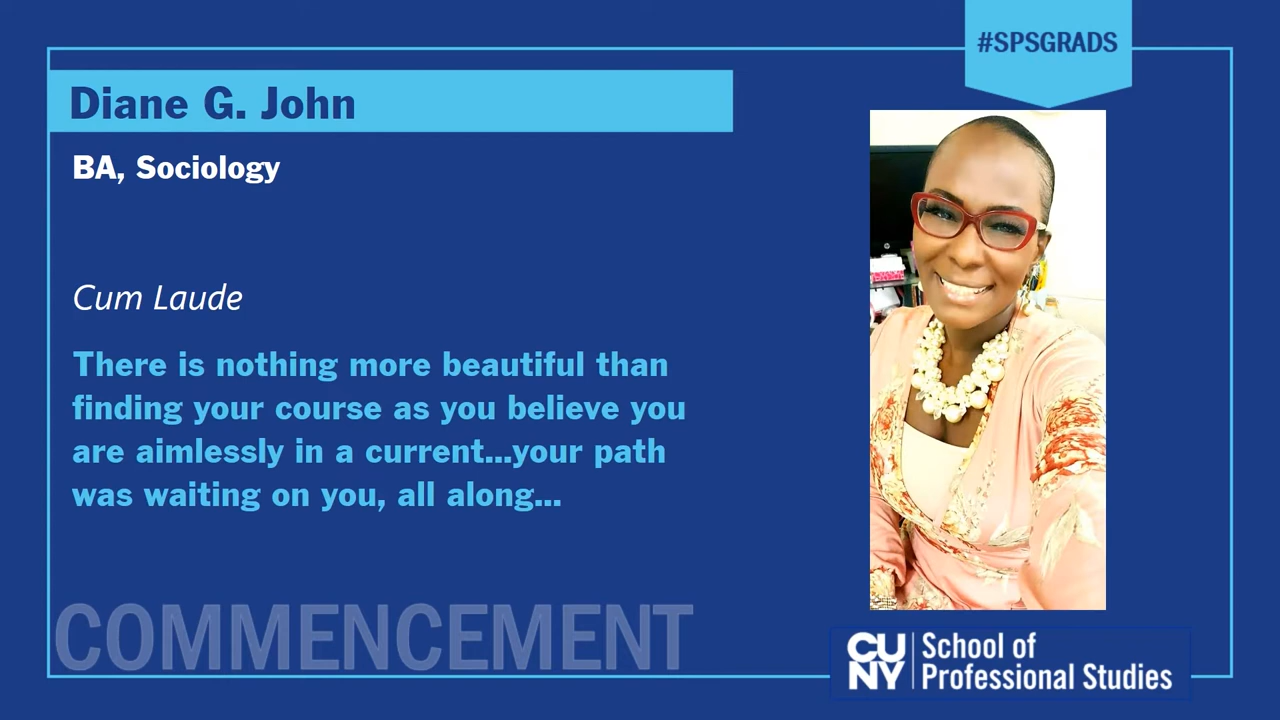 #SPSGRADS
Diane G. John
BA, Sociology
Cum Laude
There is nothing more beautiful than
finding your course as you believe you
are aimlessly in a current...your path
was waiting on you, all along...
COMMENCEMENT
CU
NY
School of
Professional Studies